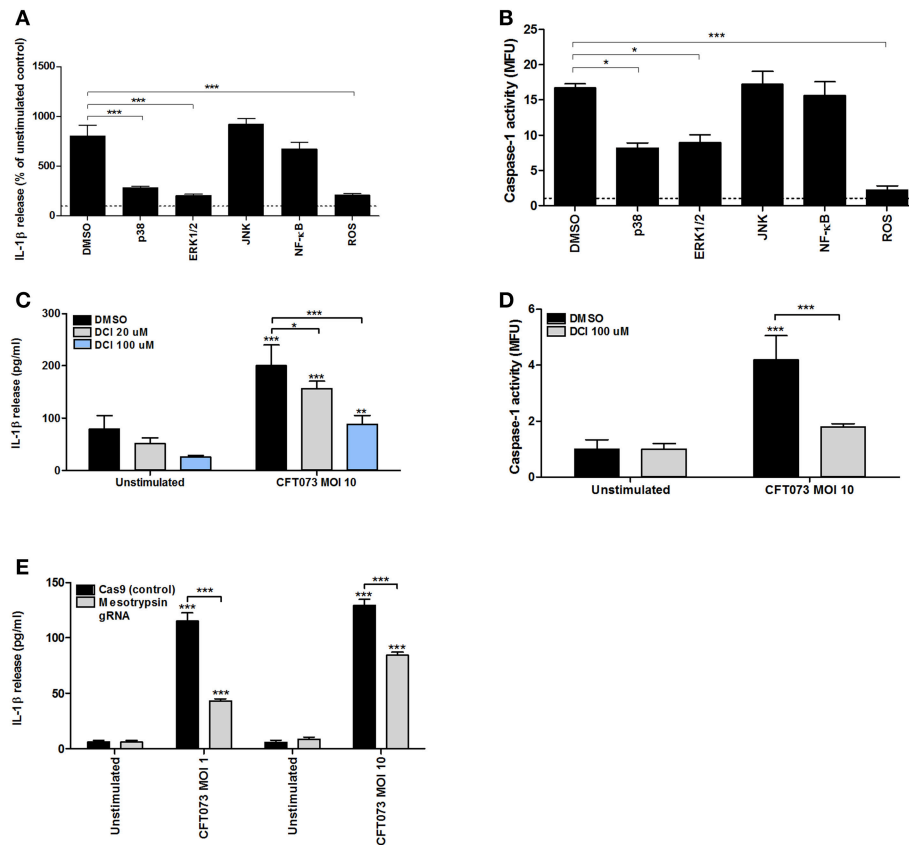 A
IL-1β release (% of unstimulated control)
1500
1000
500
0
***
***
***
DMSO
p38
ERK1/2
JNK
NF-κB
ROS
B
Caspase-1 activity (MFU)
25
20
15
10
5
0
***
*
*
DMSO
p38
ERK1/2
JNK
NF-κB
ROS
C
IL-1β release (pg/ml)
300
200
100
0
DMSO
DCI 20 uM
DCI 100 uM
***
*
***
***
**
Unstimulated
CFT073 MOI 10
D
Caspase-1 activity (MFU)
6
4
2
0
DMSO
DCI 100 uM
***
***
Unstimulated
CFT073 MOI 10
E
IL-1β release (pg/ml)
150
100
50
0
Cas9 (control)
Mesotrypsin
gRNA
***
***
***
***
***
***
Unstimulated
CFT073 MOI 1
Unstimulated
CFT073 MOI 10